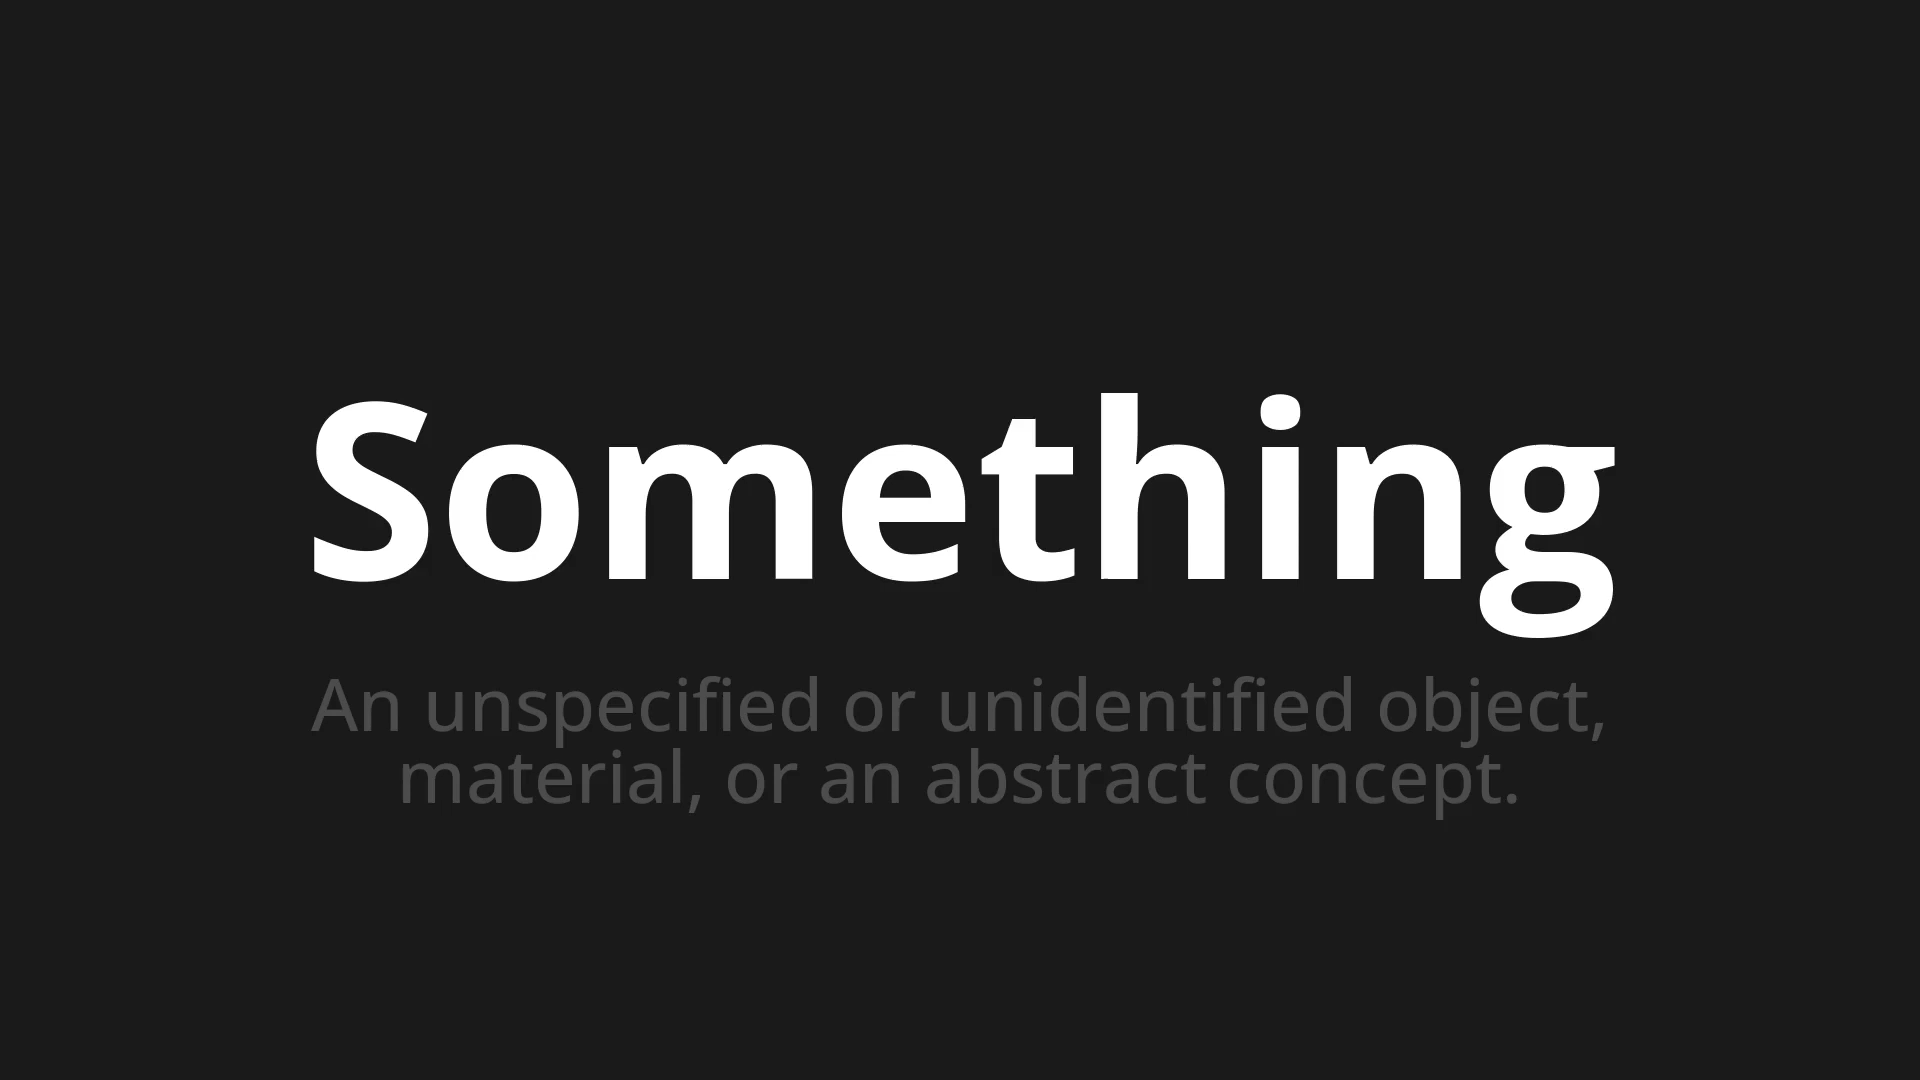 Something
An unspecified or unidentified object,
material, or an abstract concept.